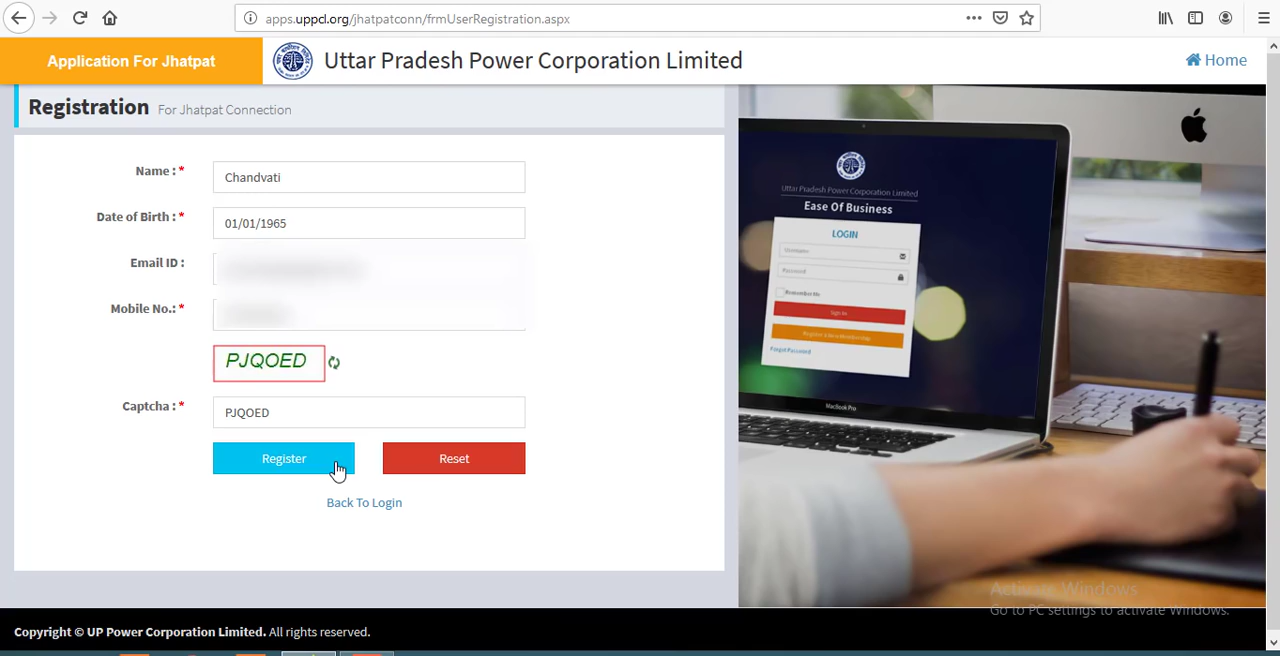 apps.uppcl.org/jhatpatconn/frmUserRegistration.aspx
Application For Jhatpat
Uttar Pradesh Power Corporation Limited
Home
Registration For Jhatpat Connection
Name : * Chandvati
Date of Birth : * 01/01/1965
Email ID :
Mobile No.: *
PJQOED
Captcha : * PJQOED
Register Reset
Back To Login
Uttar Pradesh Power Corporation Limited
Ease Of Business
LOGIN
Username
Password
Remember Me
Sign In
Register A New Membership
Forgot Password
MacBook Pro
Activate Windows
Go to PC settings to activate Windows.
Copyright © UP Power Corporation Limited. All rights reserved.